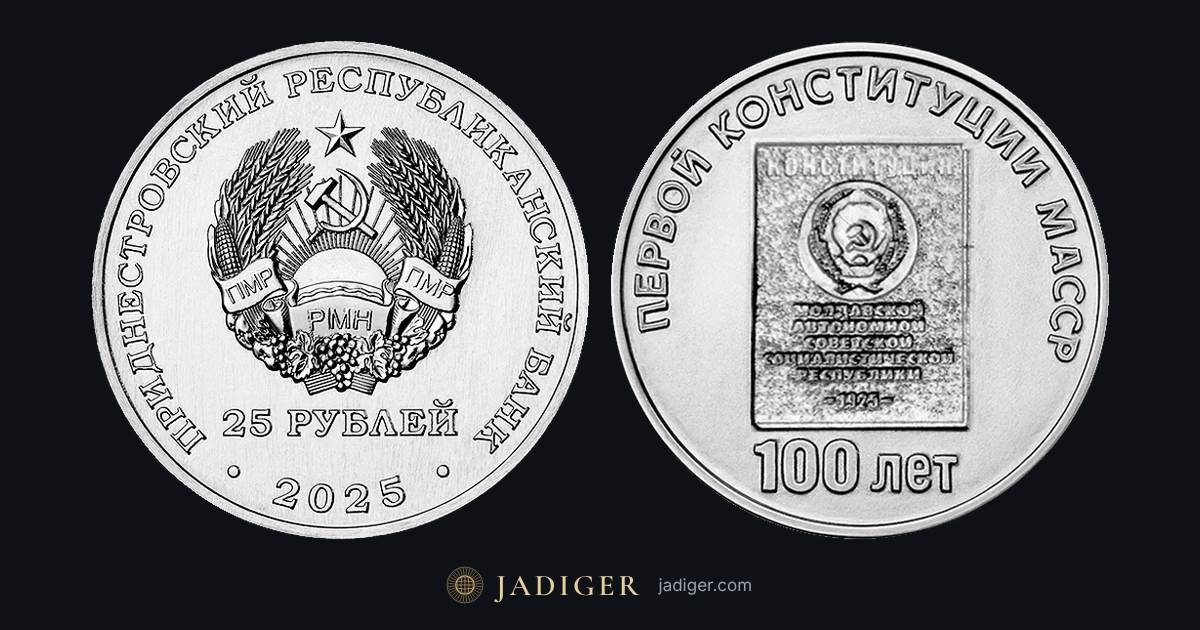 ПРИДНЕСТРОВСКИЙ РЕСПУБЛИКАНСКИЙ БАНК
ПМР
ПМР
РМН
25 РУБЛЕЙ
• 2025 •
ПЕРВОЙ КОНСТИТУЦИИ МАССР
КОНСТИТУЦИЯ
МОЛДАВСКОЙ
АВТОНОМНОЙ
СОВЕТСКОЙ
СОЦИАЛИСТИЧЕСКОЙ
РЕСПУБЛИКИ
-1925-
100 лет
JADIGER jadiger.com